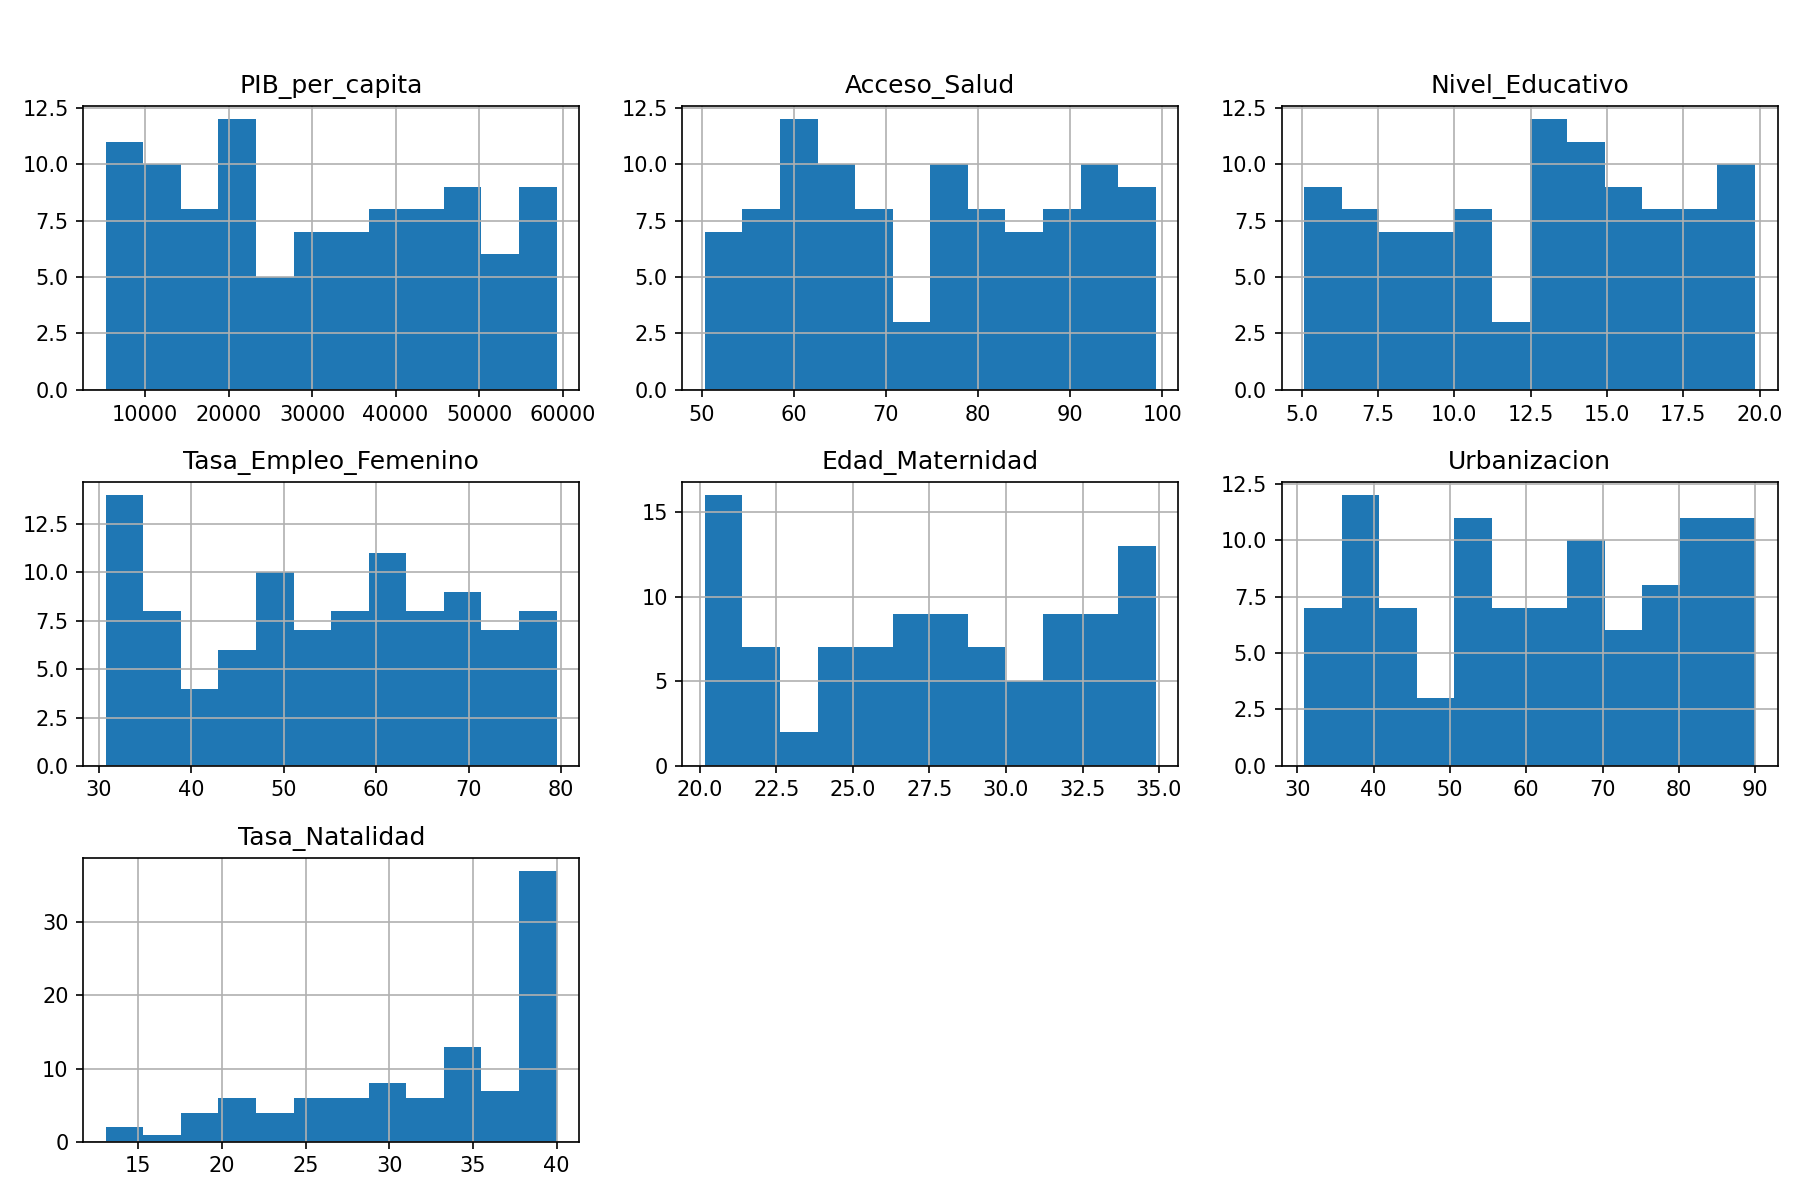 PIB_per_capita
12.5
10.0
7.5
5.0
2.5
0.0
10000 20000 30000 40000 50000 60000
Acceso_Salud
12.5
10.0
7.5
5.0
2.5
0.0
50 60 70 80 90 100
Nivel_Educativo
12.5
10.0
7.5
5.0
2.5
0.0
5.0 7.5 10.0 12.5 15.0 17.5 20.0
Tasa_Empleo_Femenino
12.5
10.0
7.5
5.0
2.5
0.0
30 40 50 60 70 80
Edad_Maternidad
15
10
5
0
20.0 22.5 25.0 27.5 30.0 32.5 35.0
Urbanizacion
12.5
10.0
7.5
5.0
2.5
0.0
30 40 50 60 70 80 90
Tasa_Natalidad
30
20
10
0
15 20 25 30 35 40